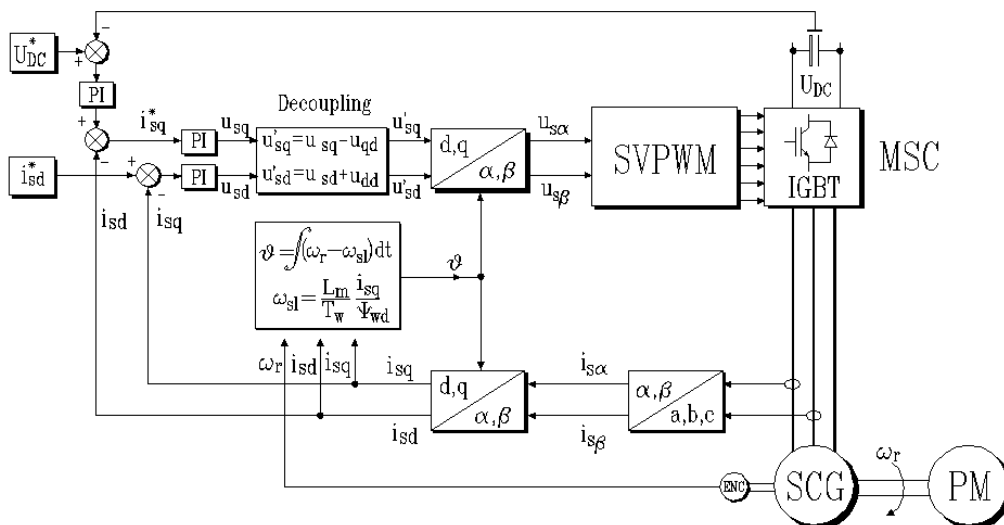 U*DC
−
+
PI
+
−
i*sq
PI
usq
Decoupling
u'sq=u sq−uqd
u'sd=u sd+udd
u'sq
u'sd
d,q
α,β
usα
usβ
SVPWM
UDC
IGBT
MSC
i*sd
+
−
PI
usd
isd
isq
ϑ=∫(ωr−ωsl)dt
ωsl=Lm/Tw isq/Ψwd
ϑ
ωr
isd
isq
isq
isd
d,q
α,β
isα
isβ
α,β
a,b,c
ENC
SCG
ωr
PM